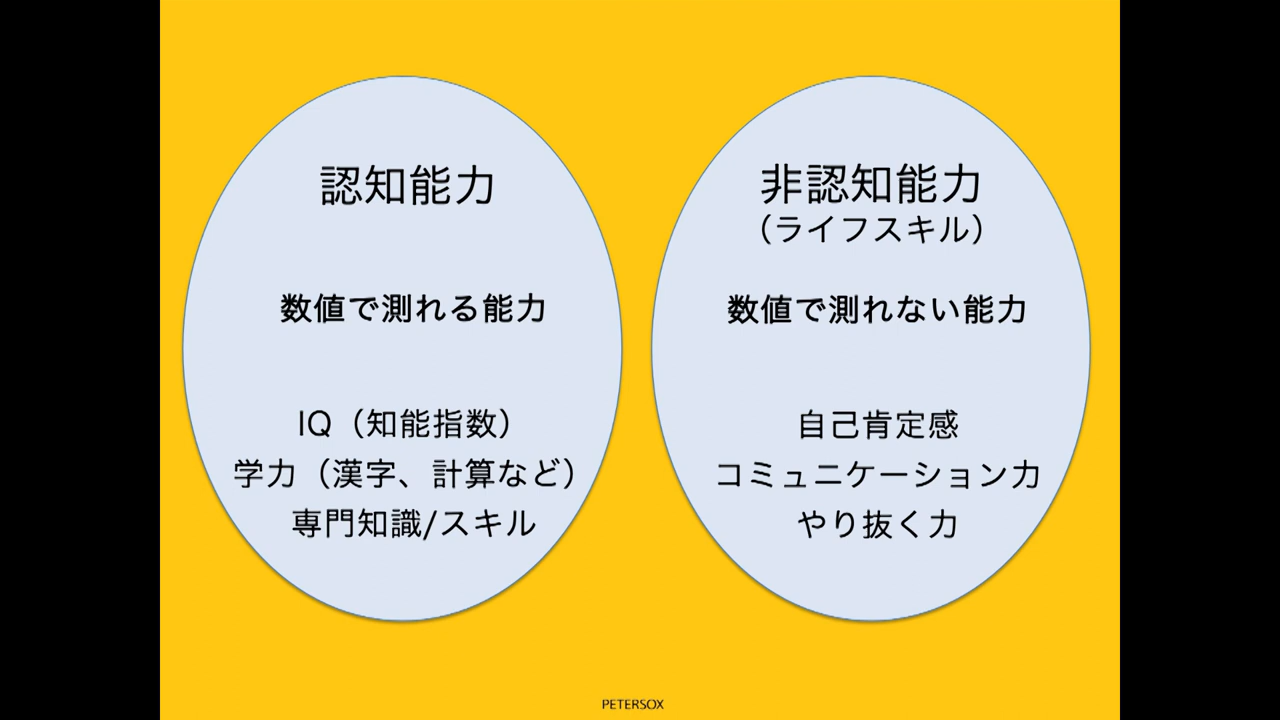 認知能力
数値で測れる能力
IQ（知能指数）
学力（漢字、計算など）
専門知識/スキル
非認知能力
（ライフスキル）
数値で測れない能力
自己肯定感
コミュニケーション力
やり抜く力
PETERSOX